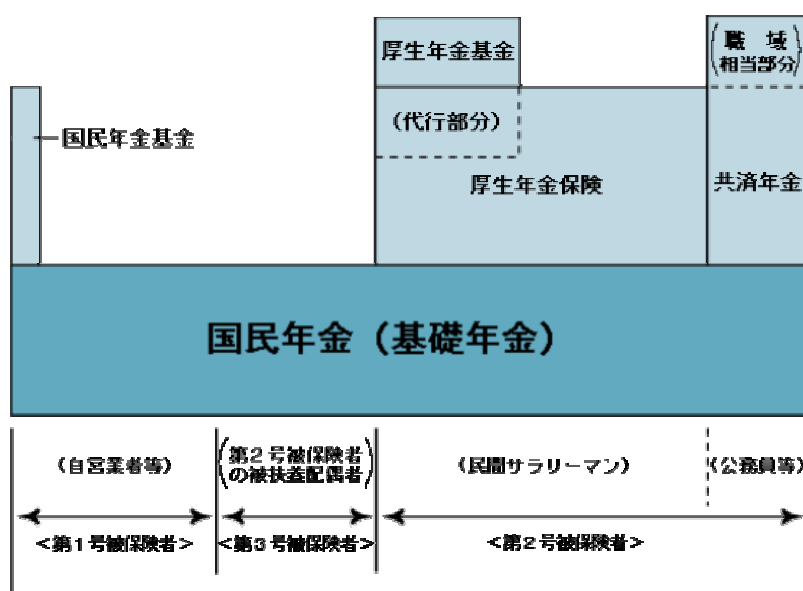 厚生年金基金
(職域
相当部分)
国民年金基金
(代行部分)
厚生年金保険
共済年金
国民年金(基礎年金)
(自営業者等)
(第2号被保険者
の被扶養配偶者)
(民間サラリーマン)
(公務員等)
<第1号被保険者>
<第3号被保険者>
<第2号被保険者>